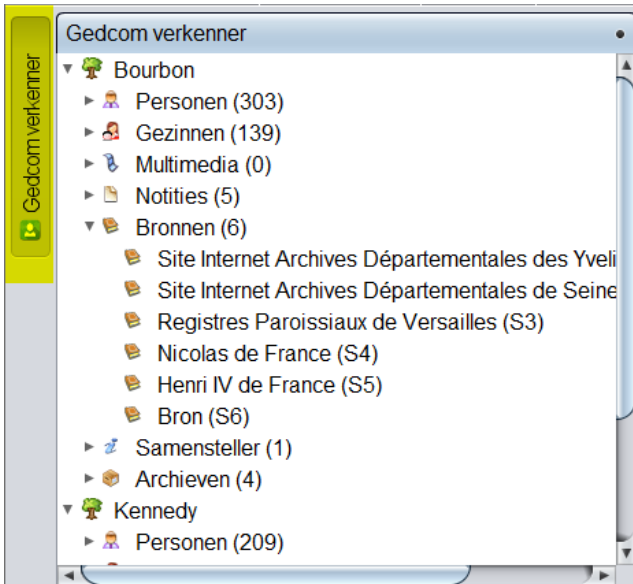 Gedcom verkenner
Gedcom verkenner
Bourbon
Personen (303)
Gezinnen (139)
Multimedia (0)
Notities (5)
Bronnen (6)
Site Internet Archives Départementales des Yveli
Site Internet Archives Départementales de Seine
Registres Paroissiaux de Versailles (S3)
Nicolas de France (S4)
Henri IV de France (S5)
Bron (S6)
Samensteller (1)
Archieven (4)
Kennedy
Personen (209)